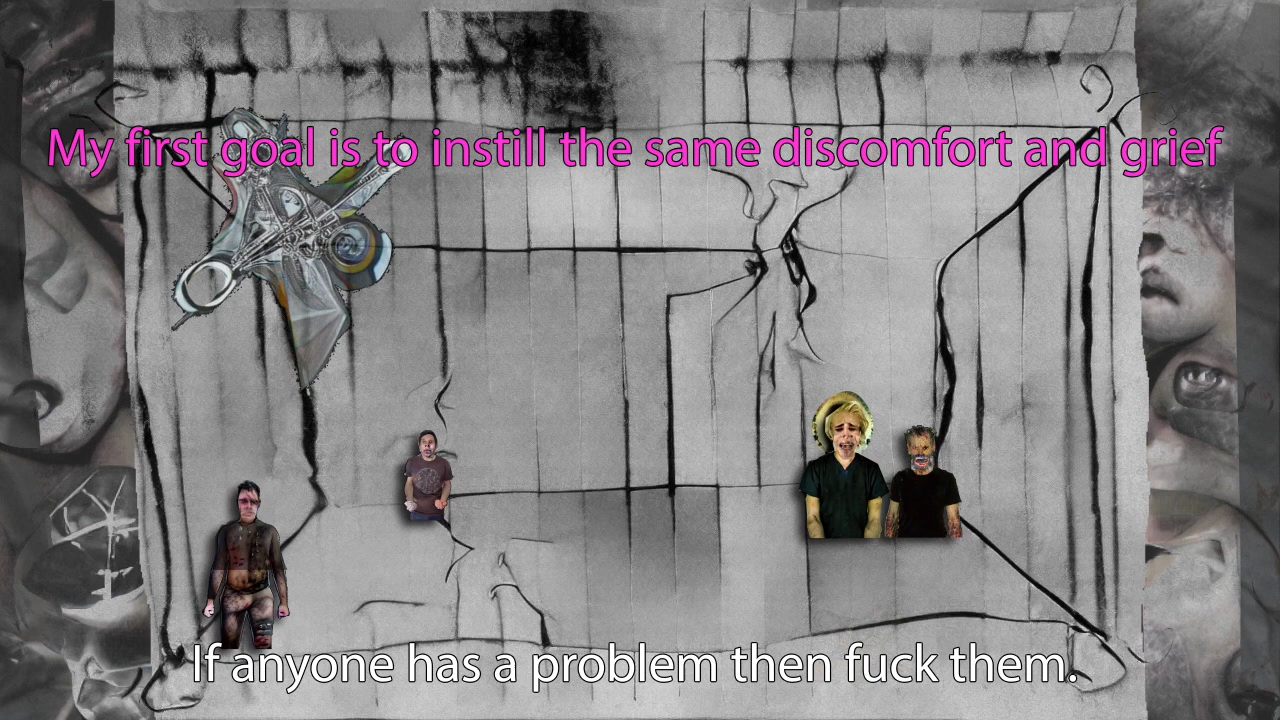 My first goal is to instill the same discomfort and grief
If anyone has a problem then fuck them.